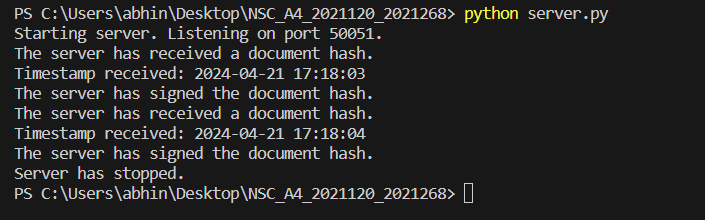 PS C:\Users\abhin\Desktop\NSC_A4_2021120_2021268> python server.py
Starting server. Listening on port 50051.
The server has received a document hash.
Timestamp received: 2024-04-21 17:18:03
The server has signed the document hash.
The server has received a document hash.
Timestamp received: 2024-04-21 17:18:04
The server has signed the document hash.
Server has stopped.
PS C:\Users\abhin\Desktop\NSC_A4_2021120_2021268>